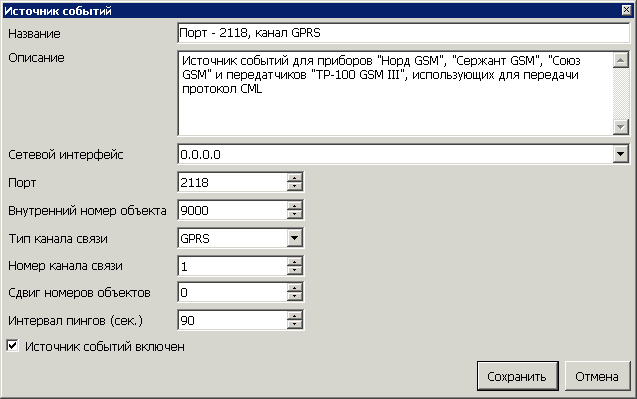 Источник событий
Название
Порт - 2118, канал GPRS
Описание
Источник событий для приборов "Норд GSM", "Сержант GSM", "Союз
GSM" и передатчиков "ТР-100 GSM III", использующих для передачи
протокол CML
Сетевой интерфейс
0.0.0.0
Порт
2118
Внутренний номер объекта
9000
Тип канала связи
GPRS
Номер канала связи
1
Сдвиг номеров объектов
0
Интервал пингов (сек.)
90
Источник событий включен
Сохранить
Отмена